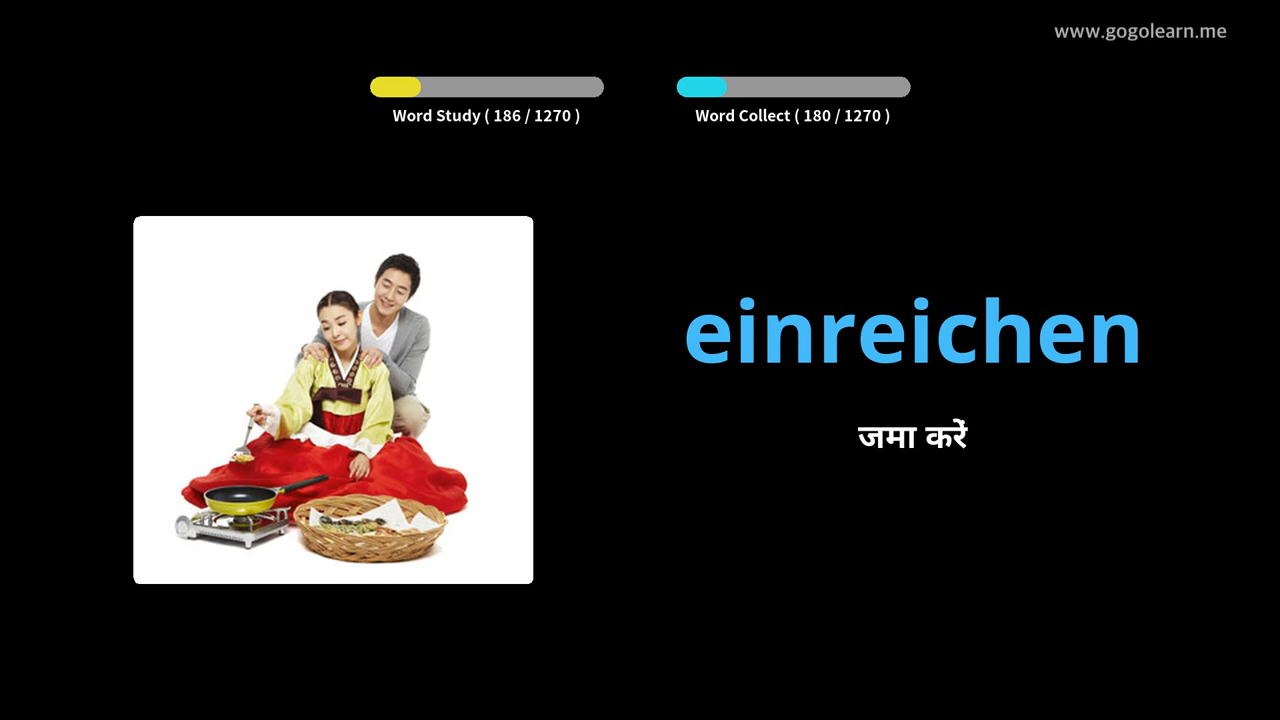 www.gogolearn.me
Word Study ( 186 / 1270 )
Word Collect ( 180 / 1270 )
einreichen
जमा करें